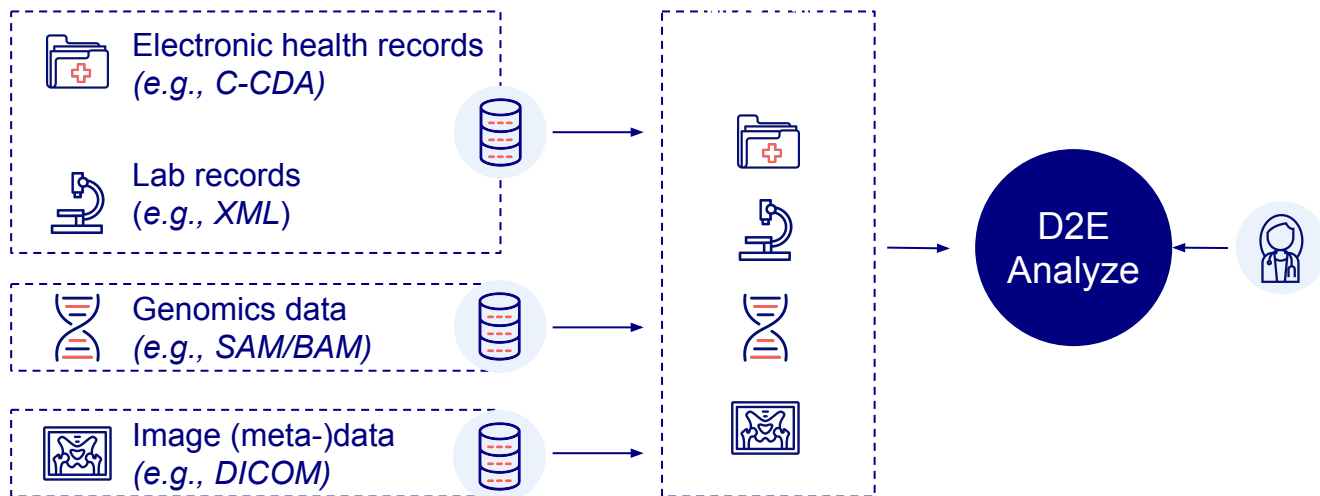 Electronic health records
(e.g., C-CDA)
Lab records
(e.g., XML)
Genomics data
(e.g., SAM/BAM)
Image (meta-)data
(e.g., DICOM)
D2E
Analyze